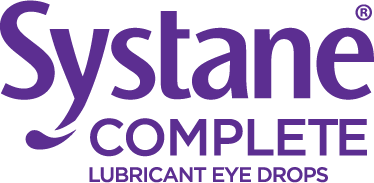 Systane®
COMPLETE
LUBRICANT EYE DROPS